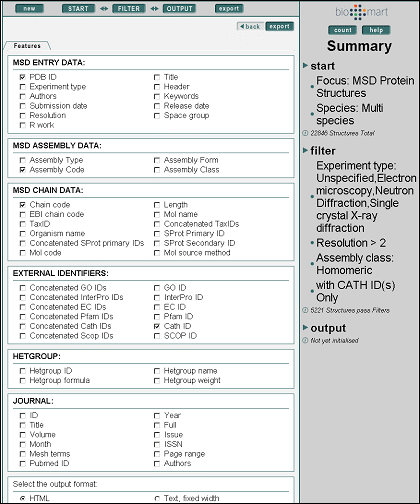 new START FILTER OUTPUT export
back export
Features
MSD ENTRY DATA:
PDB ID Title
Experiment type Header
Authors Keywords
Submission date Release date
Resolution Space group
R work
MSD ASSEMBLY DATA:
Assembly Type Assembly Form
Assembly Code Assembly Class
MSD CHAIN DATA:
Chain code Length
EBI chain code Mol name
TaxID Concatenated TaxIDs
Organism name SProt Primary ID
Concatenated SProt primary IDs SProt Secondary ID
Mol code Mol source method
EXTERNAL IDENTIFIERS:
Concatenated GO IDs GO ID
Concatenated InterPro IDs InterPro ID
Concatenated EC IDs EC ID
Concatenated Pfam IDs Pfam ID
Concatenated Cath IDs Cath ID
Concatenated Scop IDs SCOP ID
HETGROUP:
Hetgroup ID Hetgroup name
Hetgroup formula Hetgroup weight
JOURNAL:
ID Year
Title Full
Volume Issue
Month ISSN
Mesh terms Page range
Pubmed ID Authors
Select the output format:
HTML Text, fixed width
bio mart
count help
Summary
start
Focus: MSD Protein
Structures
Species: Multi
species
22846 Structures Total
filter
Experiment type:
Unspecified,Electron
microscopy,Neutron
Diffraction,Single
crystal X-ray
diffraction
Resolution > 2
Assembly class:
Homomeric
with CATH ID(s)
Only
5221 Structures pass Filters
output
Not yet initialised